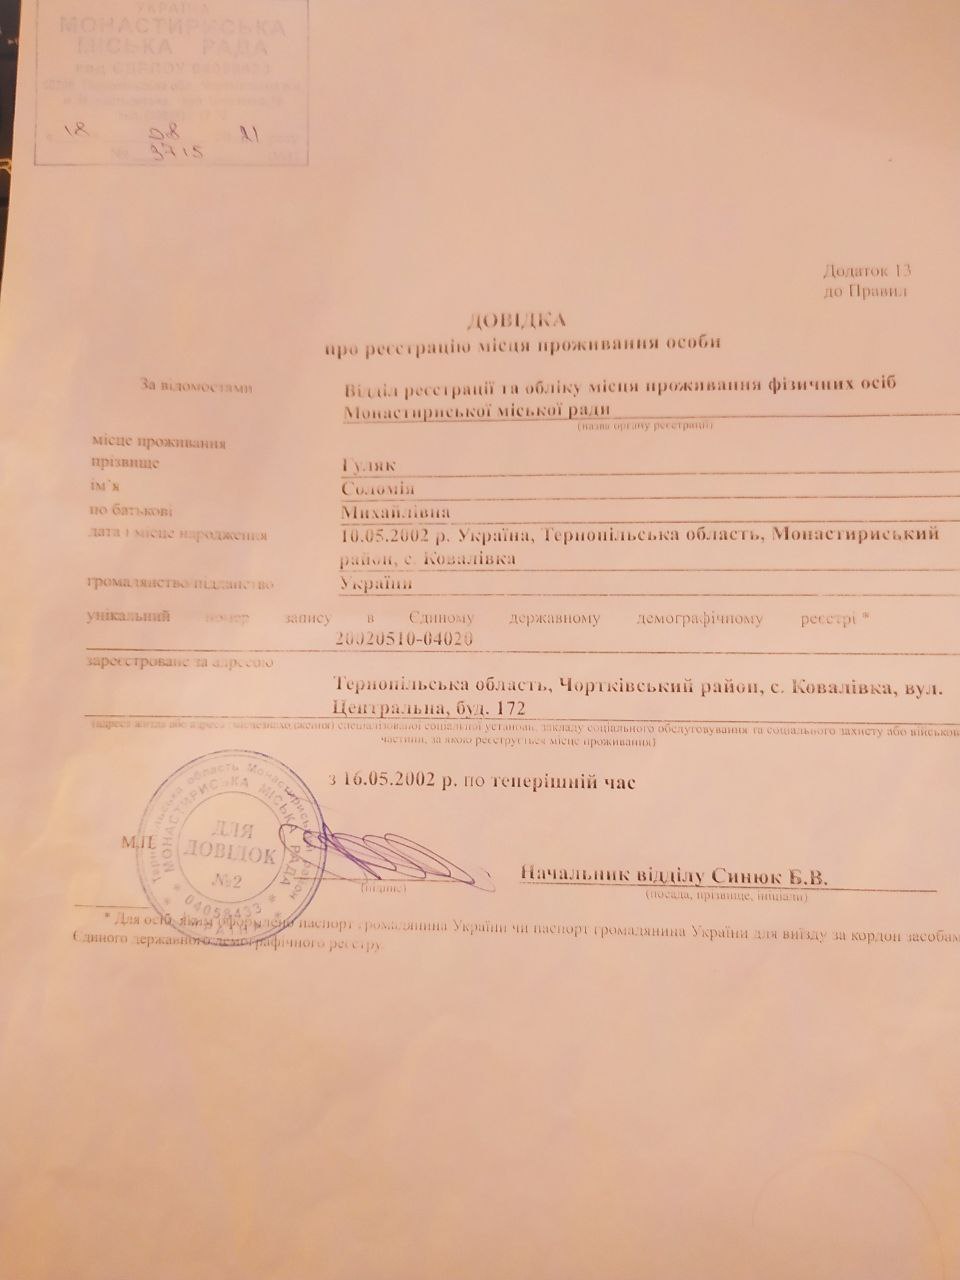 УКРАЇНА
МОНАСТИРИСЬКА
МІСЬКА РАДА
код ЄДРПОУ 04058433
18 08 21
№ 3715
Додаток 13
до Правил
ДОВІДКА
про реєстрацію місця проживання особи
За відомостями Відділ реєстрації та обліку місця проживання фізичних осіб
Монастириської міської ради
(назва органу реєстрації)
місце проживання
прізвище Гуляк
ім`я Соломія
по батькові Михайлівна
дата і місце народження 10.05.2002 р. Україна, Тернопільська область, Монастириський
район, с. Ковалівка
громадянство/підданство України
унікальний номер запису в Єдиному державному демографічному реєстрі *
20020510-04020
зареєстроване за адресою
Тернопільська область, Чортківський район, с. Ковалівка, вул.
Центральна, буд. 172
(адреса житла або адреса місцезнаходження) спеціалізованої соціальної установи, закладу соціального обслуговування та соціального захисту або військової
частини, за якою реєструється місце проживання)
з 16.05.2002 р. по теперішній час
М.П.
Тернопільська область Монастириський район
МОНАСТИРИСЬКА МІСЬКА РАДА
ДЛЯ
ДОВІДОК
№2
* 04058433 *
(підпис)
Начальник відділу Синюк Б.В.
(посада, прізвище, ініціали)
* Для осіб, яким оформлено паспорт громадянина України чи паспорт громадянина України для виїзду за кордон засобами
Єдиного державного демографічного реєстру